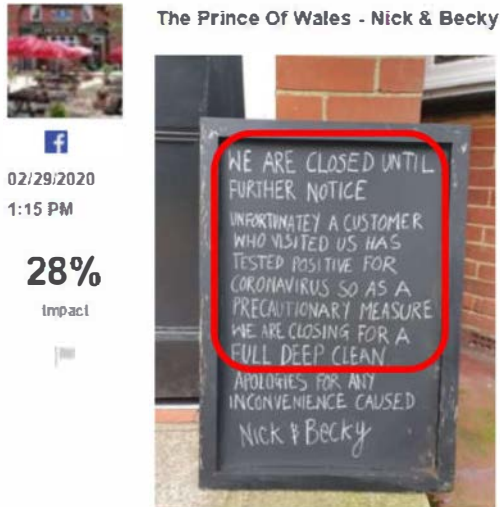 The Prince Of Wales - Nick & Becky
f
02/29/2020
1:15 PM
28%
Impact
WE ARE CLOSED UNTIL
FURTHER NOTICE
UNFORTUNATEY A CUSTOMER
WHO VISITED US HAS
TESTED POSITIVE FOR
CORONAVIRUS SO AS A
PRECAUTIONARY MEASURE
WE ARE CLOSING FOR A
FULL DEEP CLEAN
APOLOGIES FOR ANY
INCONVENIENCE CAUSED
NICK & BECKY